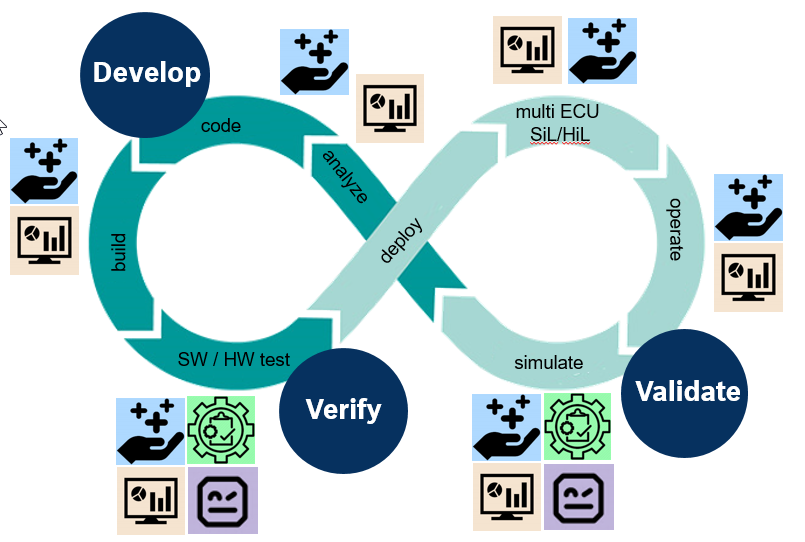 Develop
code
multi ECU
SiL/HiL
analyze
build
deploy
operate
SW / HW test
simulate
Verify
Validate